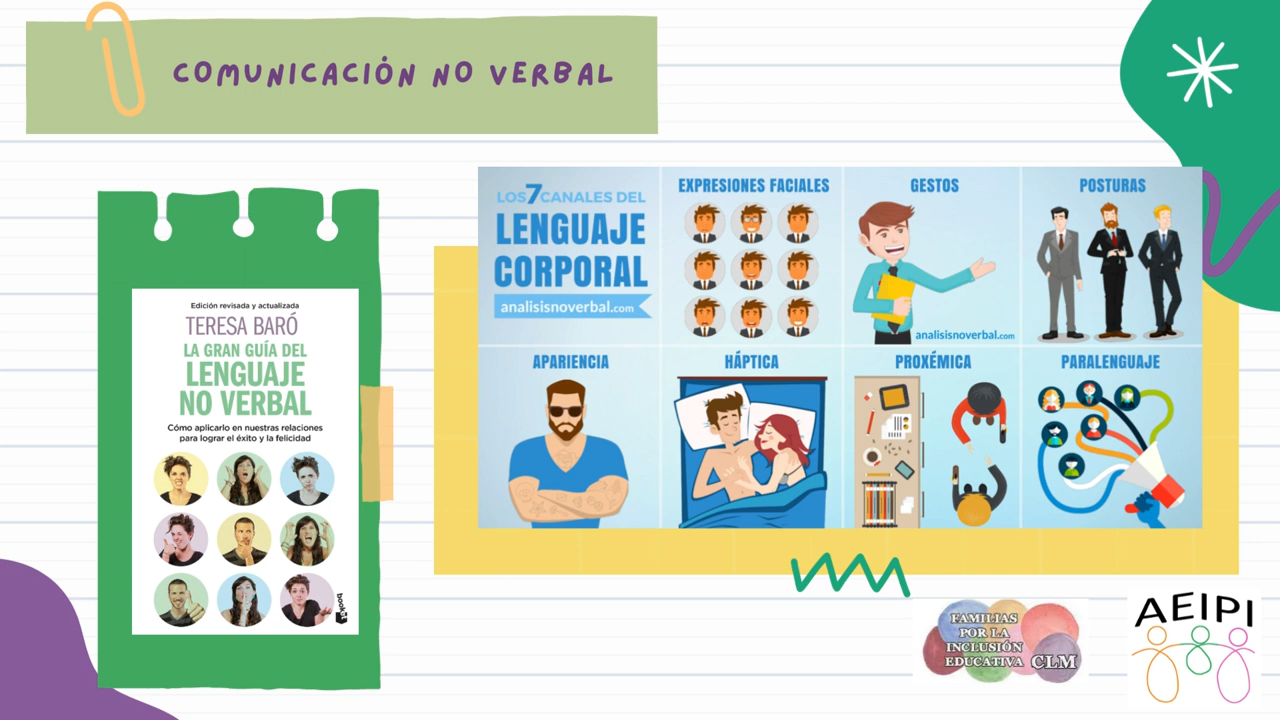 COMUNICACIÓN NO VERBAL
Edición revisada y actualizada
TERESA BARÓ
LA GRAN GUÍA DEL
LENGUAJE
NO VERBAL
Cómo aplicarlo en nuestras relaciones
para lograr el éxito y la felicidad
booket
LOS 7 CANALES DEL
LENGUAJE
CORPORAL
analisisnoverbal.com
EXPRESIONES FACIALES
GESTOS
analisisnoverbal.com
POSTURAS
APARIENCIA
HÁPTICA
PROXÉMICA
PARALENGUAJE
FAMILIAS
POR LA
INCLUSIÓN
EDUCATIVA CLM
AEIPI